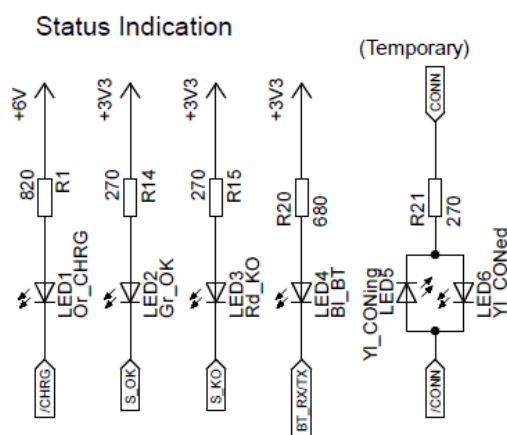 Status Indication
(Temporary)
+6V
+3V3
+3V3
+3V3
CONN
820
R1
270
R14
270
R15
R20
680
R21
270
LED1
Or_CHRG
LED2
Gr_OK
LED3
Rd_KO
LED4
Bl_BT
Yl_CONing
LED5
LED6
Yl_CONed
/CHRG
S_OK
S_KO
BT_RX/TX
/CONN